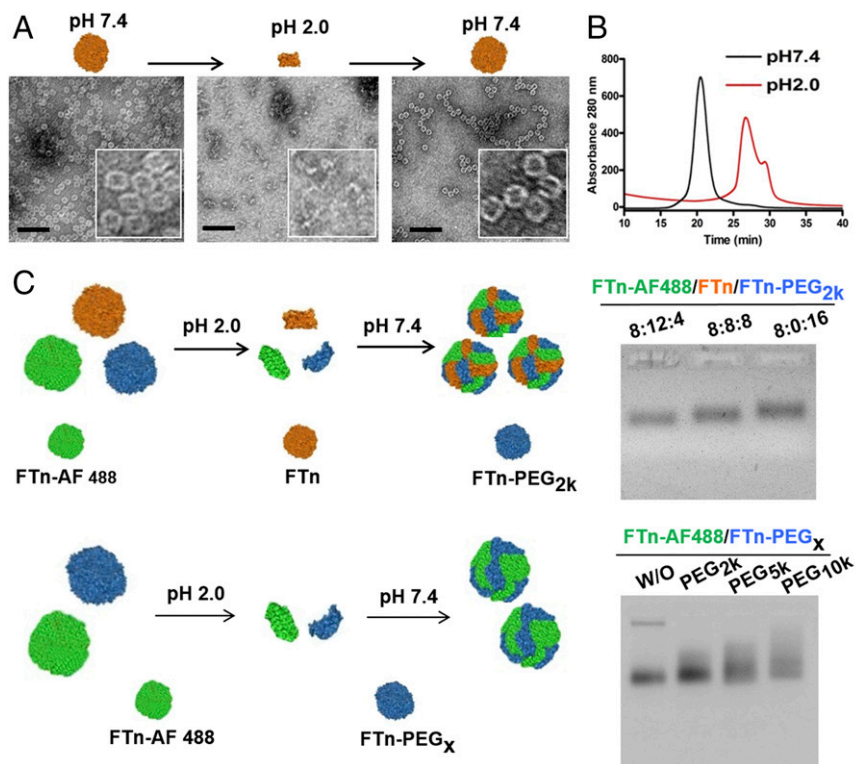 A
pH 7.4
pH 2.0
pH 7.4
B
Absorbance 280 nm
800
600
400
200
0
pH7.4
pH2.0
10
20
30
40
Time (min)
C
pH 2.0
pH 7.4
FTn-AF 488
FTn
FTn-PEG2k
FTn-AF488/FTn/FTn-PEG2k
8:12:4
8:8:8
8:0:16
pH 2.0
pH 7.4
FTn-AF 488
FTn-PEGX
FTn-AF488/FTn-PEGX
W/O
PEG2k
PEG5k
PEG10k